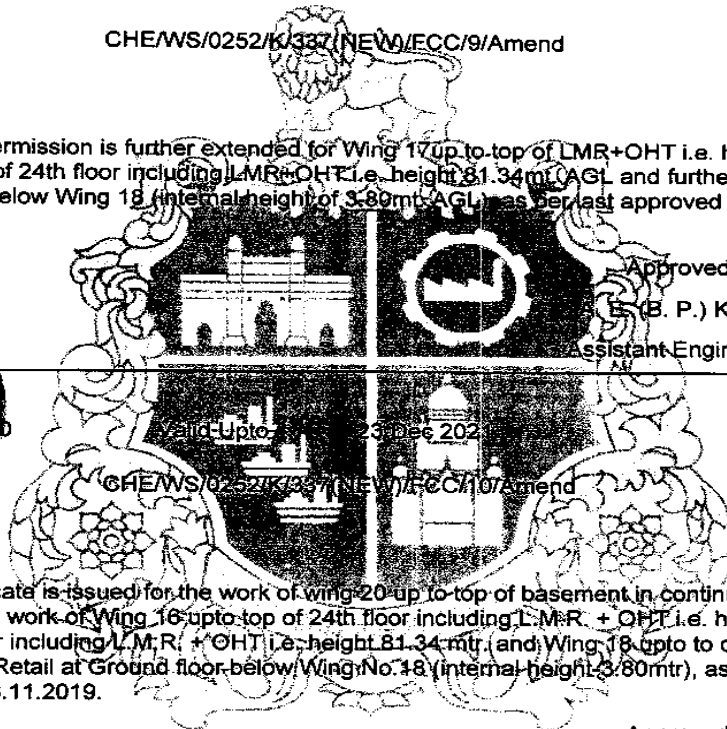 CHE/WS/0252/K/337(NEW)/FCC/9/Amend
ermission is further extended for Wing 17up to top of LMR+OHT i.e. h
of 24th floor including LMR+OHT i.e. height 81.34mt. AGL and furthe
elow Wing 18 (internal height of 3.80mt. AGL) as per last approved
Approved
E. (B. P.) K
Assistant Engin
Valid Upto 23 Dec 202
CHE/WS/0252/K/337(NEW)/FCC/10/Amend
cate is issued for the work of wing 20 up to top of basement in contin
work of Wing 16 upto top of 24th floor including L.M.R. + OHT i.e. h
r including L.M.R. + OHT i.e. height 81.34 mtr. and Wing 18 upto to
Retail at Ground floor below Wing No.18 (internal height 3.80mtr), as
.11.2019.